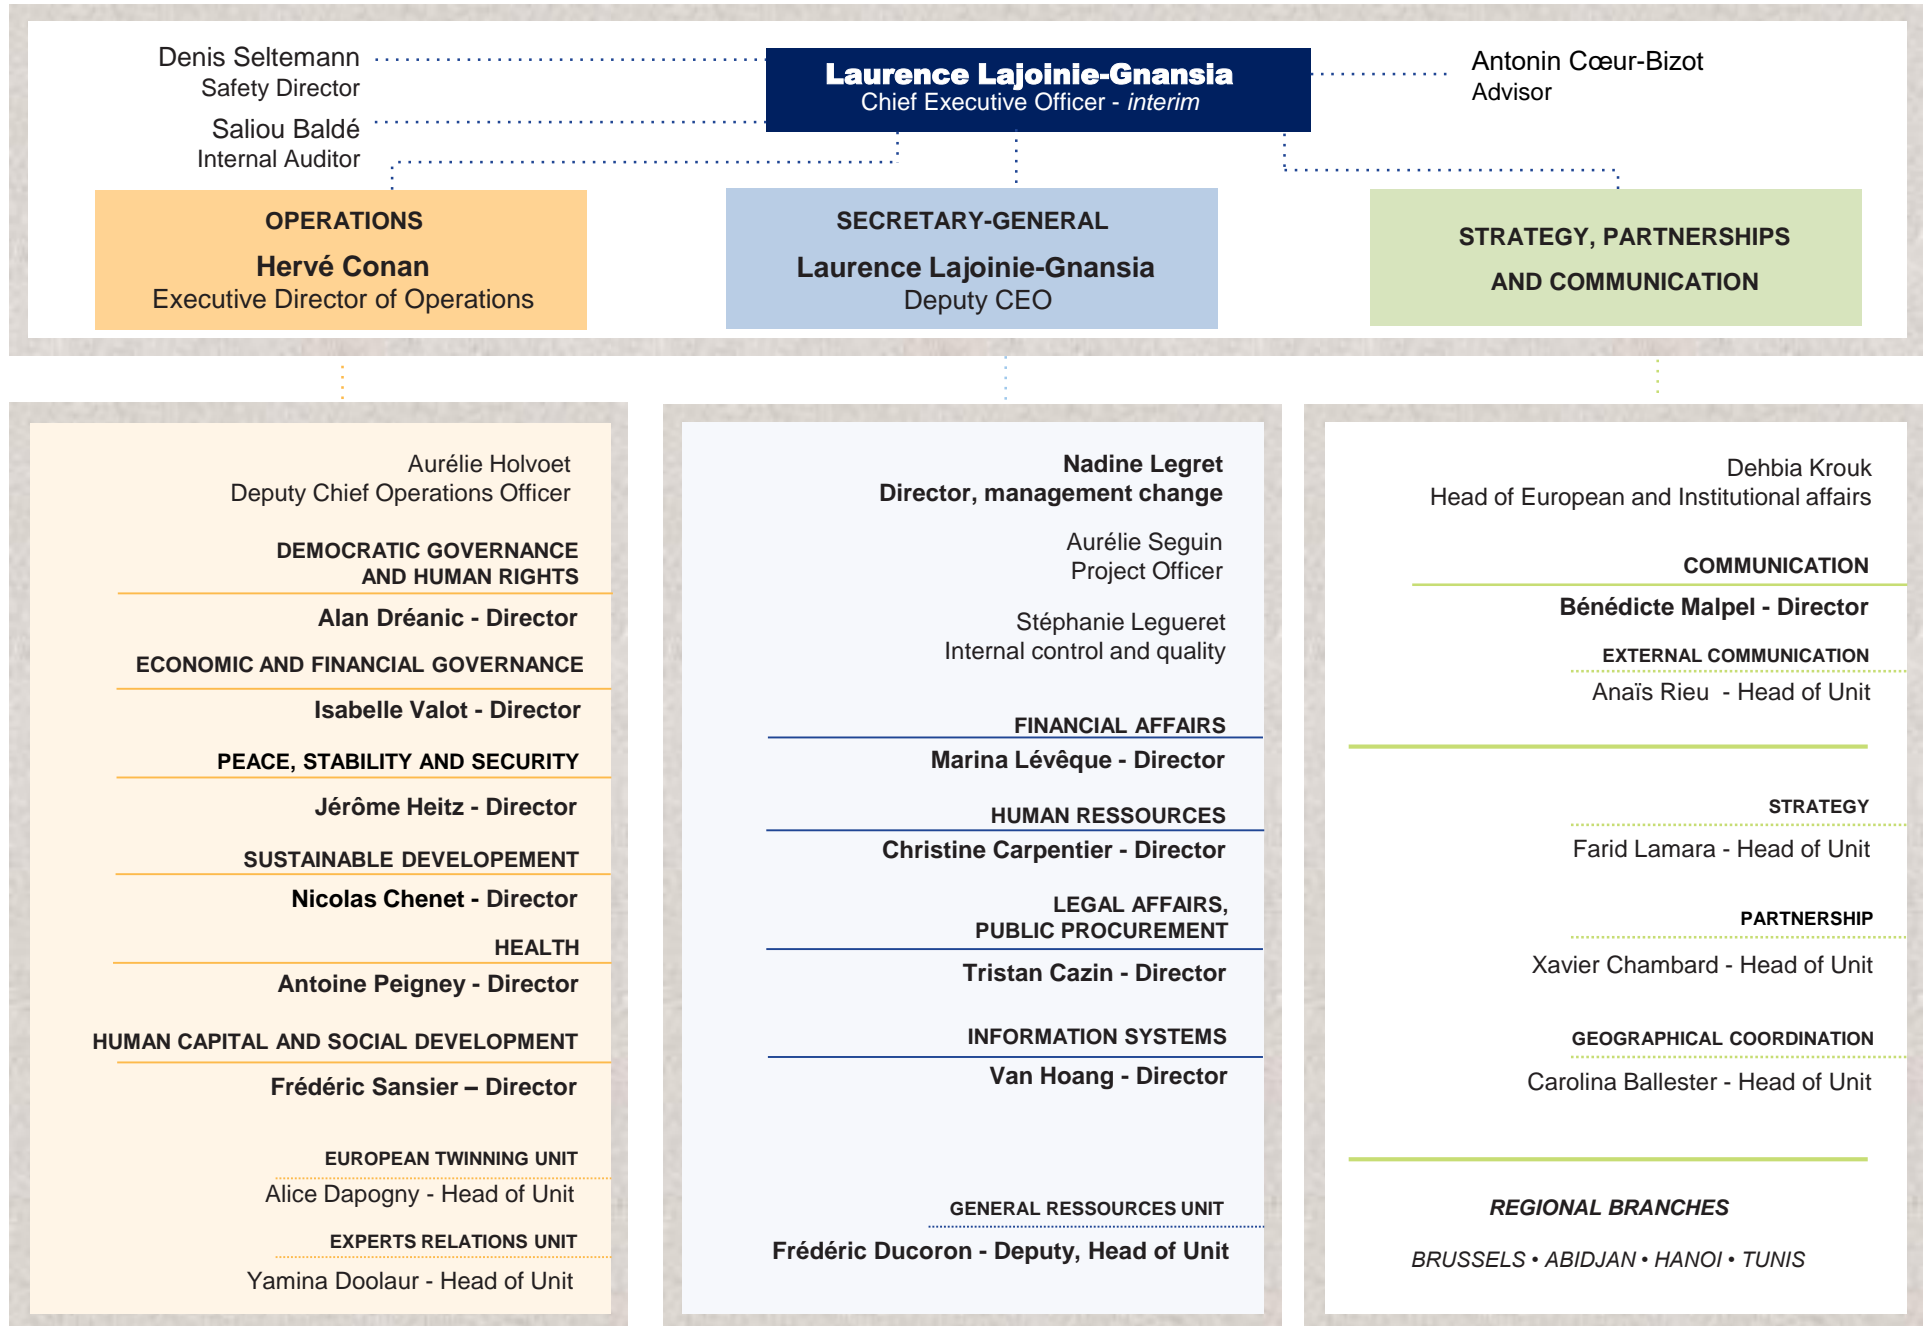 Denis Seltemann
Safety Director
Saliou Baldé
Internal Auditor
Laurence Lajoinie-Gnansia
Chief Executive Officer - interim
Antonin Cœur-Bizot
Advisor
OPERATIONS
Hervé Conan
Executive Director of Operations
SECRETARY-GENERAL
Laurence Lajoinie-Gnansia
Deputy CEO
STRATEGY, PARTNERSHIPS
AND COMMUNICATION
Aurélie Holvoet
Deputy Chief Operations Officer
DEMOCRATIC GOVERNANCE
AND HUMAN RIGHTS
Alan Dréanic - Director
ECONOMIC AND FINANCIAL GOVERNANCE
Isabelle Valot - Director
PEACE, STABILITY AND SECURITY
Jérôme Heitz - Director
SUSTAINABLE DEVELOPEMENT
Nicolas Chenet - Director
HEALTH
Antoine Peigney - Director
HUMAN CAPITAL AND SOCIAL DEVELOPMENT
Frédéric Sansier – Director
EUROPEAN TWINNING UNIT
Alice Dapogny - Head of Unit
EXPERTS RELATIONS UNIT
Yamina Doolaur - Head of Unit
Nadine Legret
Director, management change
Aurélie Seguin
Project Officer
Stéphanie Legueret
Internal control and quality
FINANCIAL AFFAIRS
Marina Lévêque - Director
HUMAN RESSOURCES
Christine Carpentier - Director
LEGAL AFFAIRS,
PUBLIC PROCUREMENT
Tristan Cazin - Director
INFORMATION SYSTEMS
Van Hoang - Director
GENERAL RESSOURCES UNIT
Frédéric Ducoron - Deputy, Head of Unit
Dehbia Krouk
Head of European and Institutional affairs
COMMUNICATION
Bénédicte Malpel - Director
EXTERNAL COMMUNICATION
Anaïs Rieu - Head of Unit
STRATEGY
Farid Lamara - Head of Unit
PARTNERSHIP
Xavier Chambard - Head of Unit
GEOGRAPHICAL COORDINATION
Carolina Ballester - Head of Unit
REGIONAL BRANCHES
BRUSSELS • ABIDJAN • HANOI • TUNIS